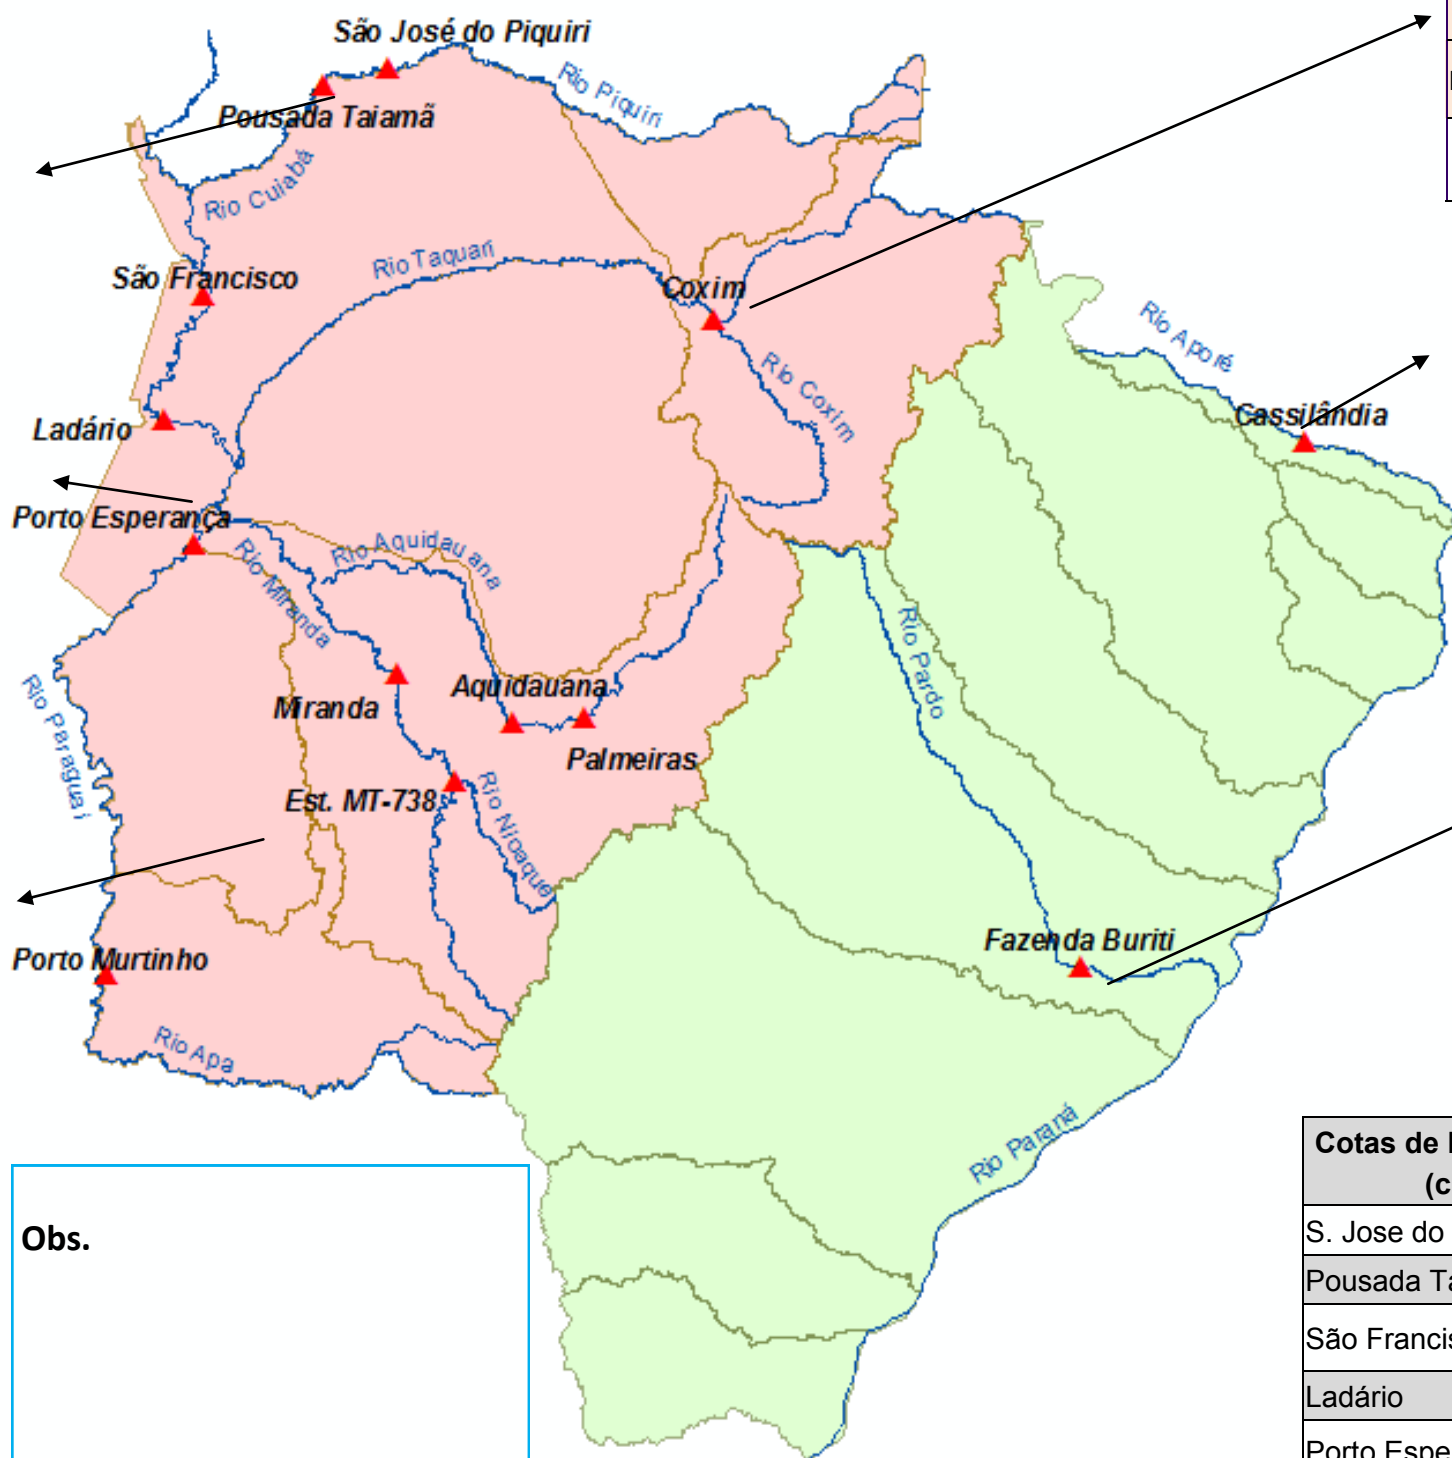 São José do Piquiri
Rio Piquiri
Pousada Taiamã
Rio Cuiabá
São Francisco
Rio Taquari
Coxim
Rio Coxim
Rio Aporé
Cassilândia
Ladário
Porto Esperança
Rio Miranda
Rio Aquidauana
Rio Pardo
Rio Paraguai
Miranda
Aquidauana
Palmeiras
Est. MT-738
Rio Nioaque
Fazenda Buriti
Porto Murtinho
Rio Apa
Rio Paraná
Obs.
Cotas de
(c
S. Jose do
Pousada Ta
São Francis
Ladário
Porto Espe